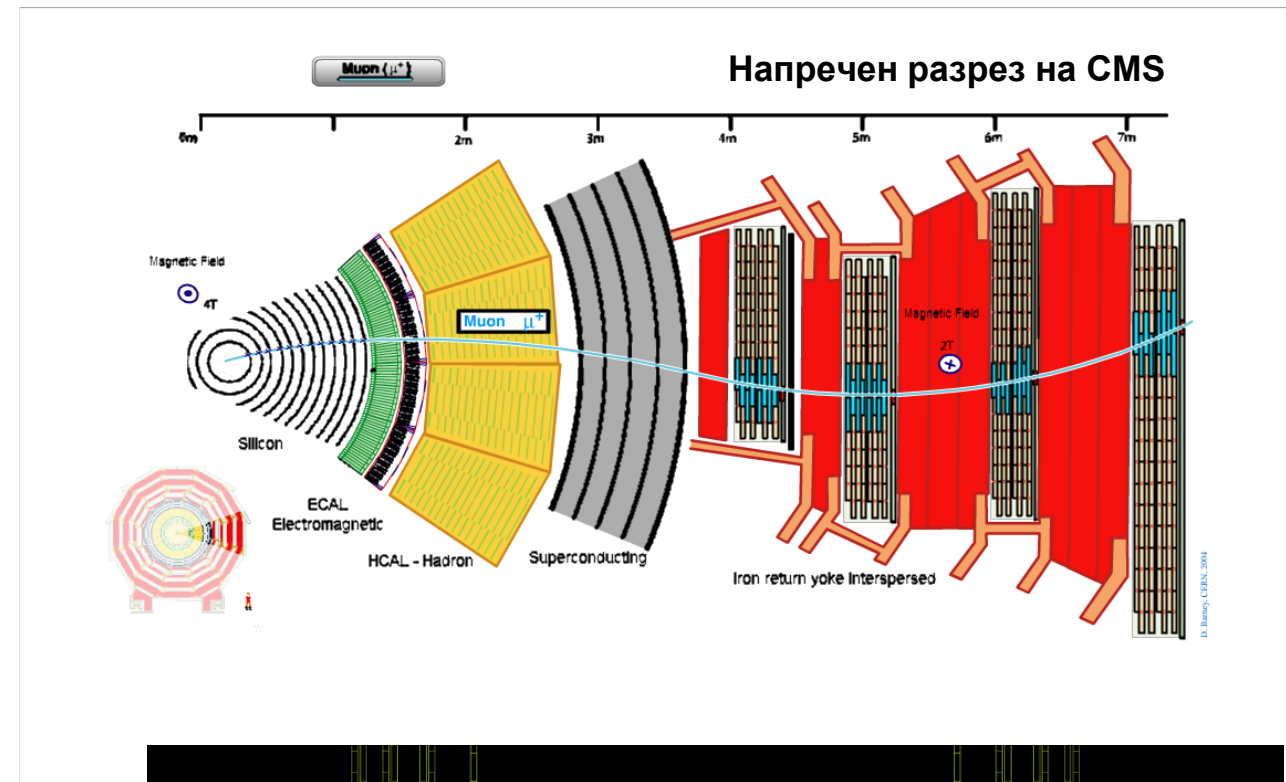 Muon (μ⁺)
Напречен разрез на CMS
0m
2m
3m
4m
5m
6m
7m
Magnetic Field
4T
Muon μ⁺
Magnetic Field
2T
Silicon
ECAL
Electromagnetic
HCAL - Hadron
Superconducting
Iron return yoke interspersed
D. Barney, CERN, 2004